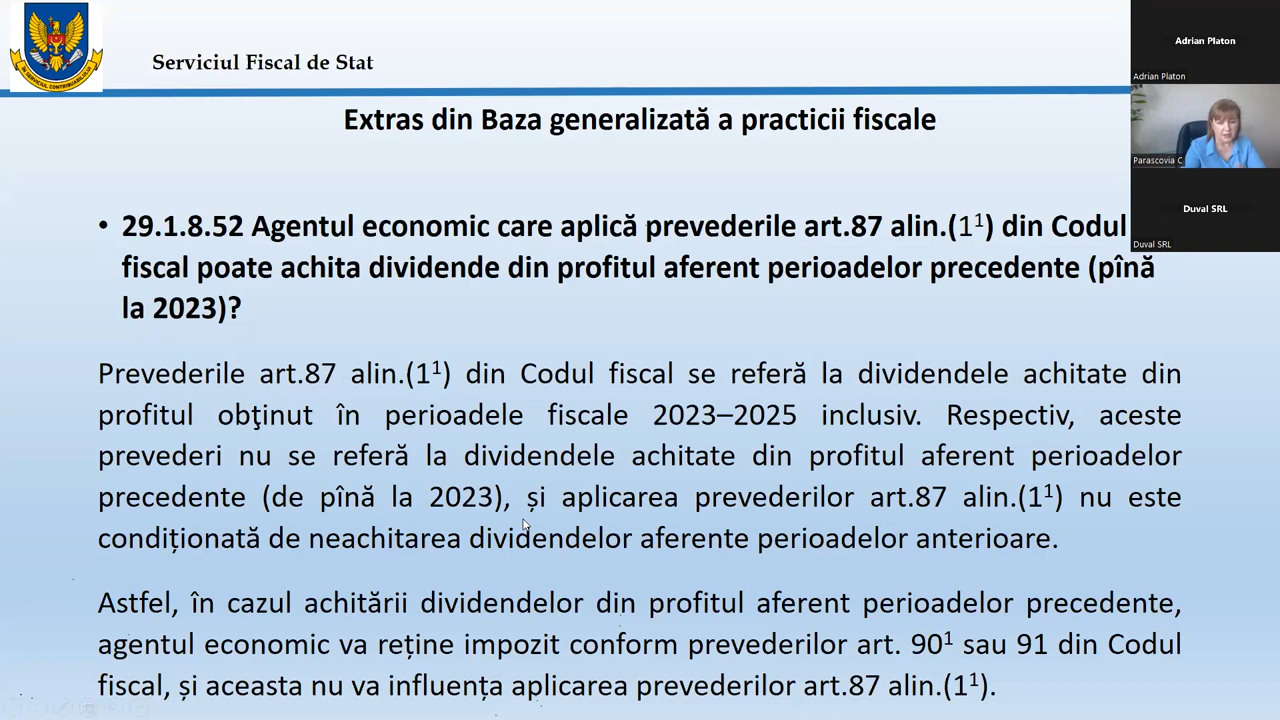 Serviciul Fiscal de Stat
Extras din Baza generalizată a practicii fiscale
• 29.1.8.52 Agentul economic care aplică prevederile art.87 alin.(1¹) din Codul
fiscal poate achita dividende din profitul aferent perioadelor precedente (pînă
la 2023)?
Prevederile art.87 alin.(1¹) din Codul fiscal se referă la dividendele achitate din
profitul obţinut în perioadele fiscale 2023–2025 inclusiv. Respectiv, aceste
prevederi nu se referă la dividendele achitate din profitul aferent perioadelor
precedente (de pînă la 2023), și aplicarea prevederilor art.87 alin.(1¹) nu este
condiționată de neachitarea dividendelor aferente perioadelor anterioare.
Astfel, în cazul achitării dividendelor din profitul aferent perioadelor precedente,
agentul economic va reține impozit conform prevederilor art. 90¹ sau 91 din Codul
fiscal, și aceasta nu va influența aplicarea prevederilor art.87 alin.(1¹).
Adrian Platon
Adrian Platon
Parascovia C
Duval SRL
Duval SRL